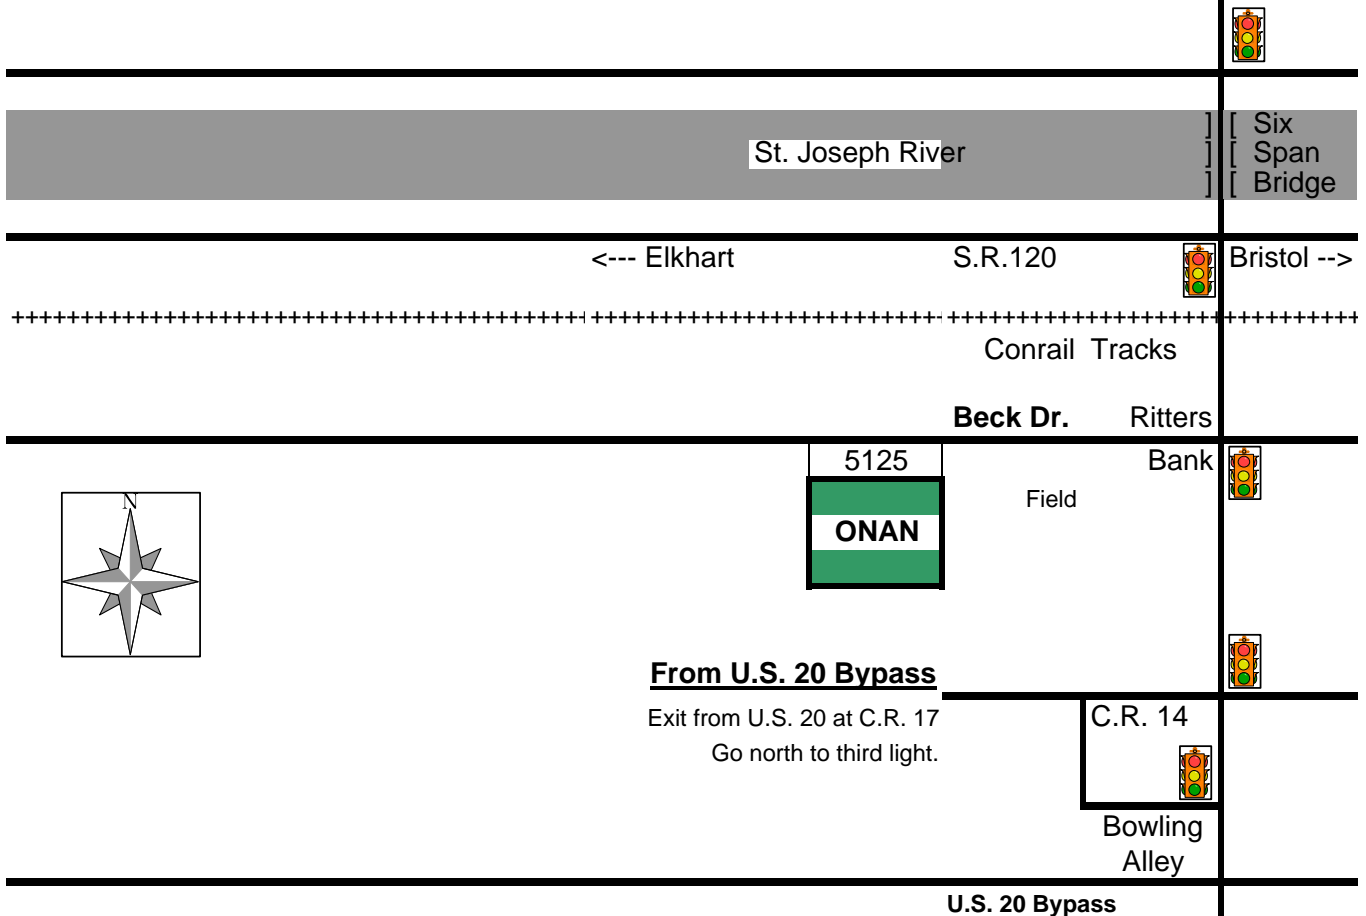 ] [ Six
St. Joseph River ] [ Span
] [ Bridge
<--- Elkhart S.R.120 Bristol -->
++++++++++++++++++++++++++++++++++++++ +++++++++++++++++++++++ ++++++++++++++++++++++++++++
Conrail Tracks
Beck Dr. Ritters
5125 Bank
N
Field
ONAN
From U.S. 20 Bypass
Exit from U.S. 20 at C.R. 17 C.R. 14
Go north to third light.
Bowling
Alley
U.S. 20 Bypass